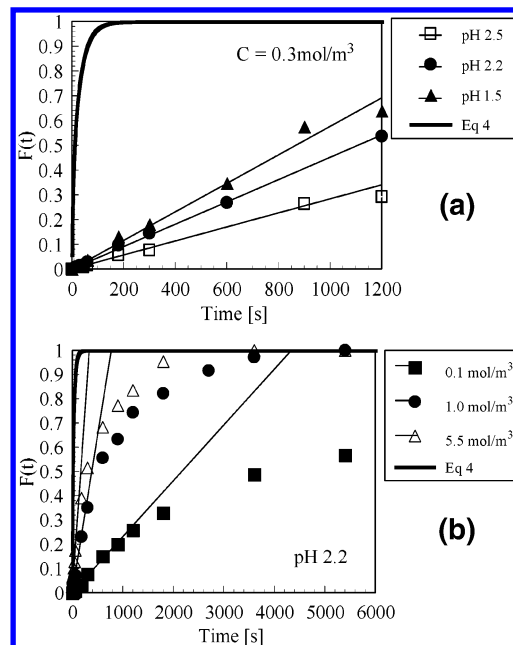 C = 0.3mol/m³
pH 2.5
pH 2.2
pH 1.5
Eq 4
(a)
F(t)
1
0.9
0.8
0.7
0.6
0.5
0.4
0.3
0.2
0.1
0
0 200 400 600 800 1000 1200
Time [s]
0.1 mol/m³
1.0 mol/m³
5.5 mol/m³
Eq 4
(b)
F(t)
1
0.9
0.8
0.7
0.6
0.5
0.4
0.3
0.2
0.1
0
pH 2.2
0 1000 2000 3000 4000 5000 6000
Time [s]